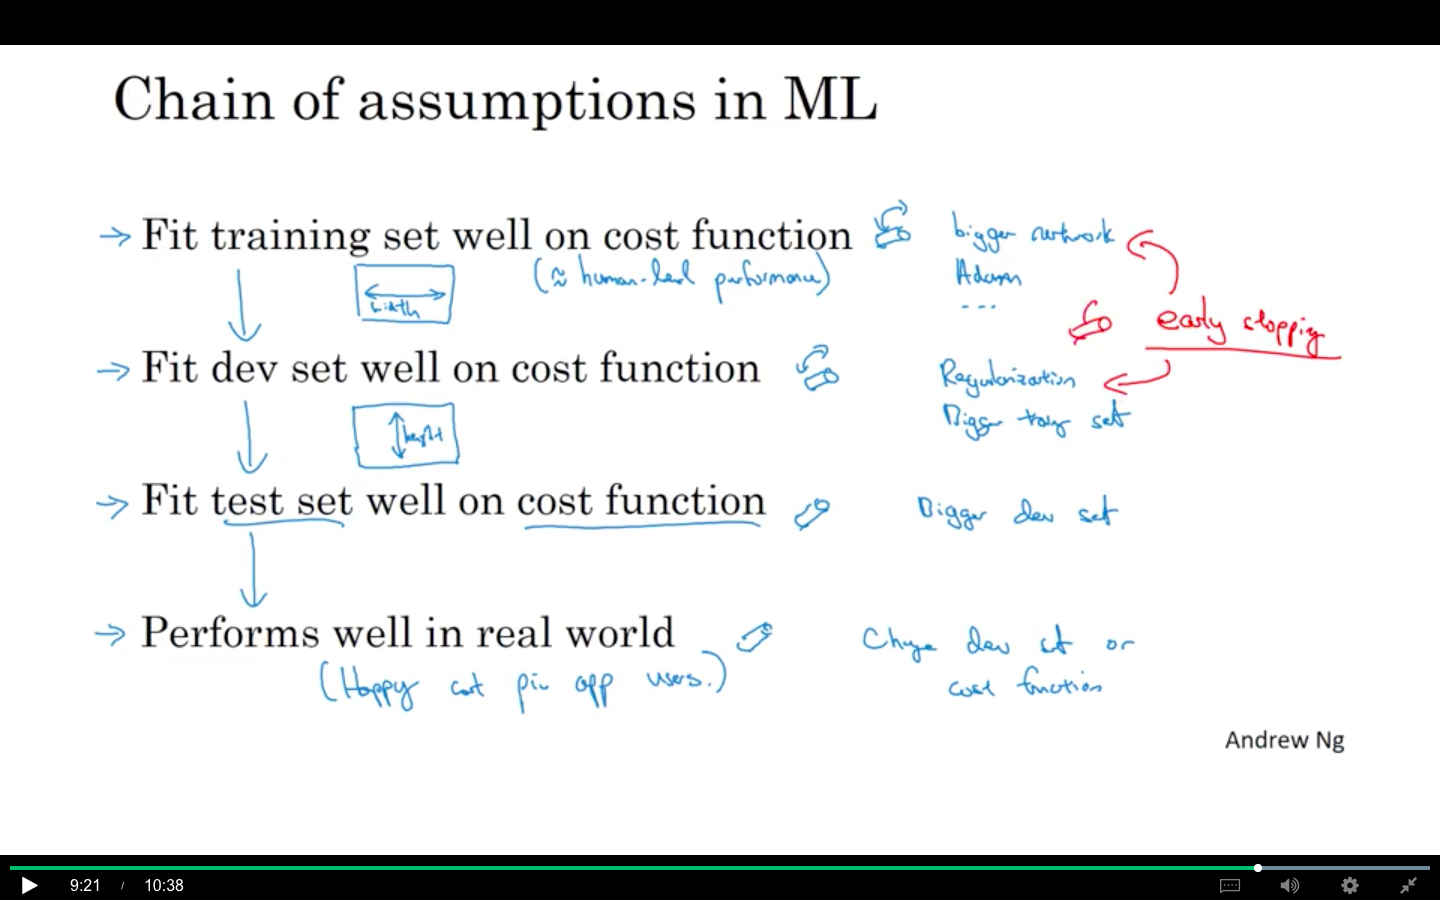 Chain of assumptions in ML
→ Fit training set well on cost function
(≈ human-level performance)
width
bigger network
Adam
...
early stopping
→ Fit dev set well on cost function
height
Regularization
Bigger train set
→ Fit test set well on cost function
Bigger dev set
→ Performs well in real world
(Happy cat pic app users.)
Change dev set or
cost function
Andrew Ng
9:21 / 10:38